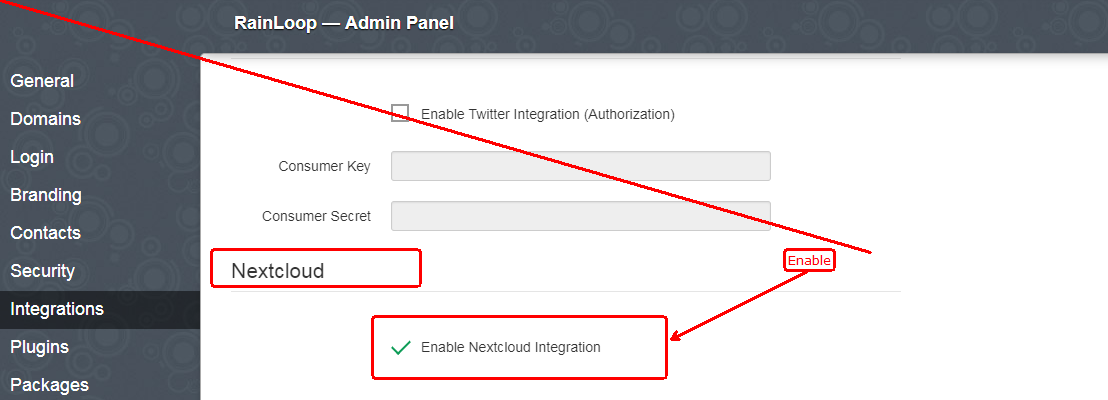 RainLoop — Admin Panel
General
Domains
Login
Branding
Contacts
Security
Integrations
Plugins
Packages
Enable Twitter Integration (Authorization)
Consumer Key
Consumer Secret
Nextcloud
Enable
Enable Nextcloud Integration